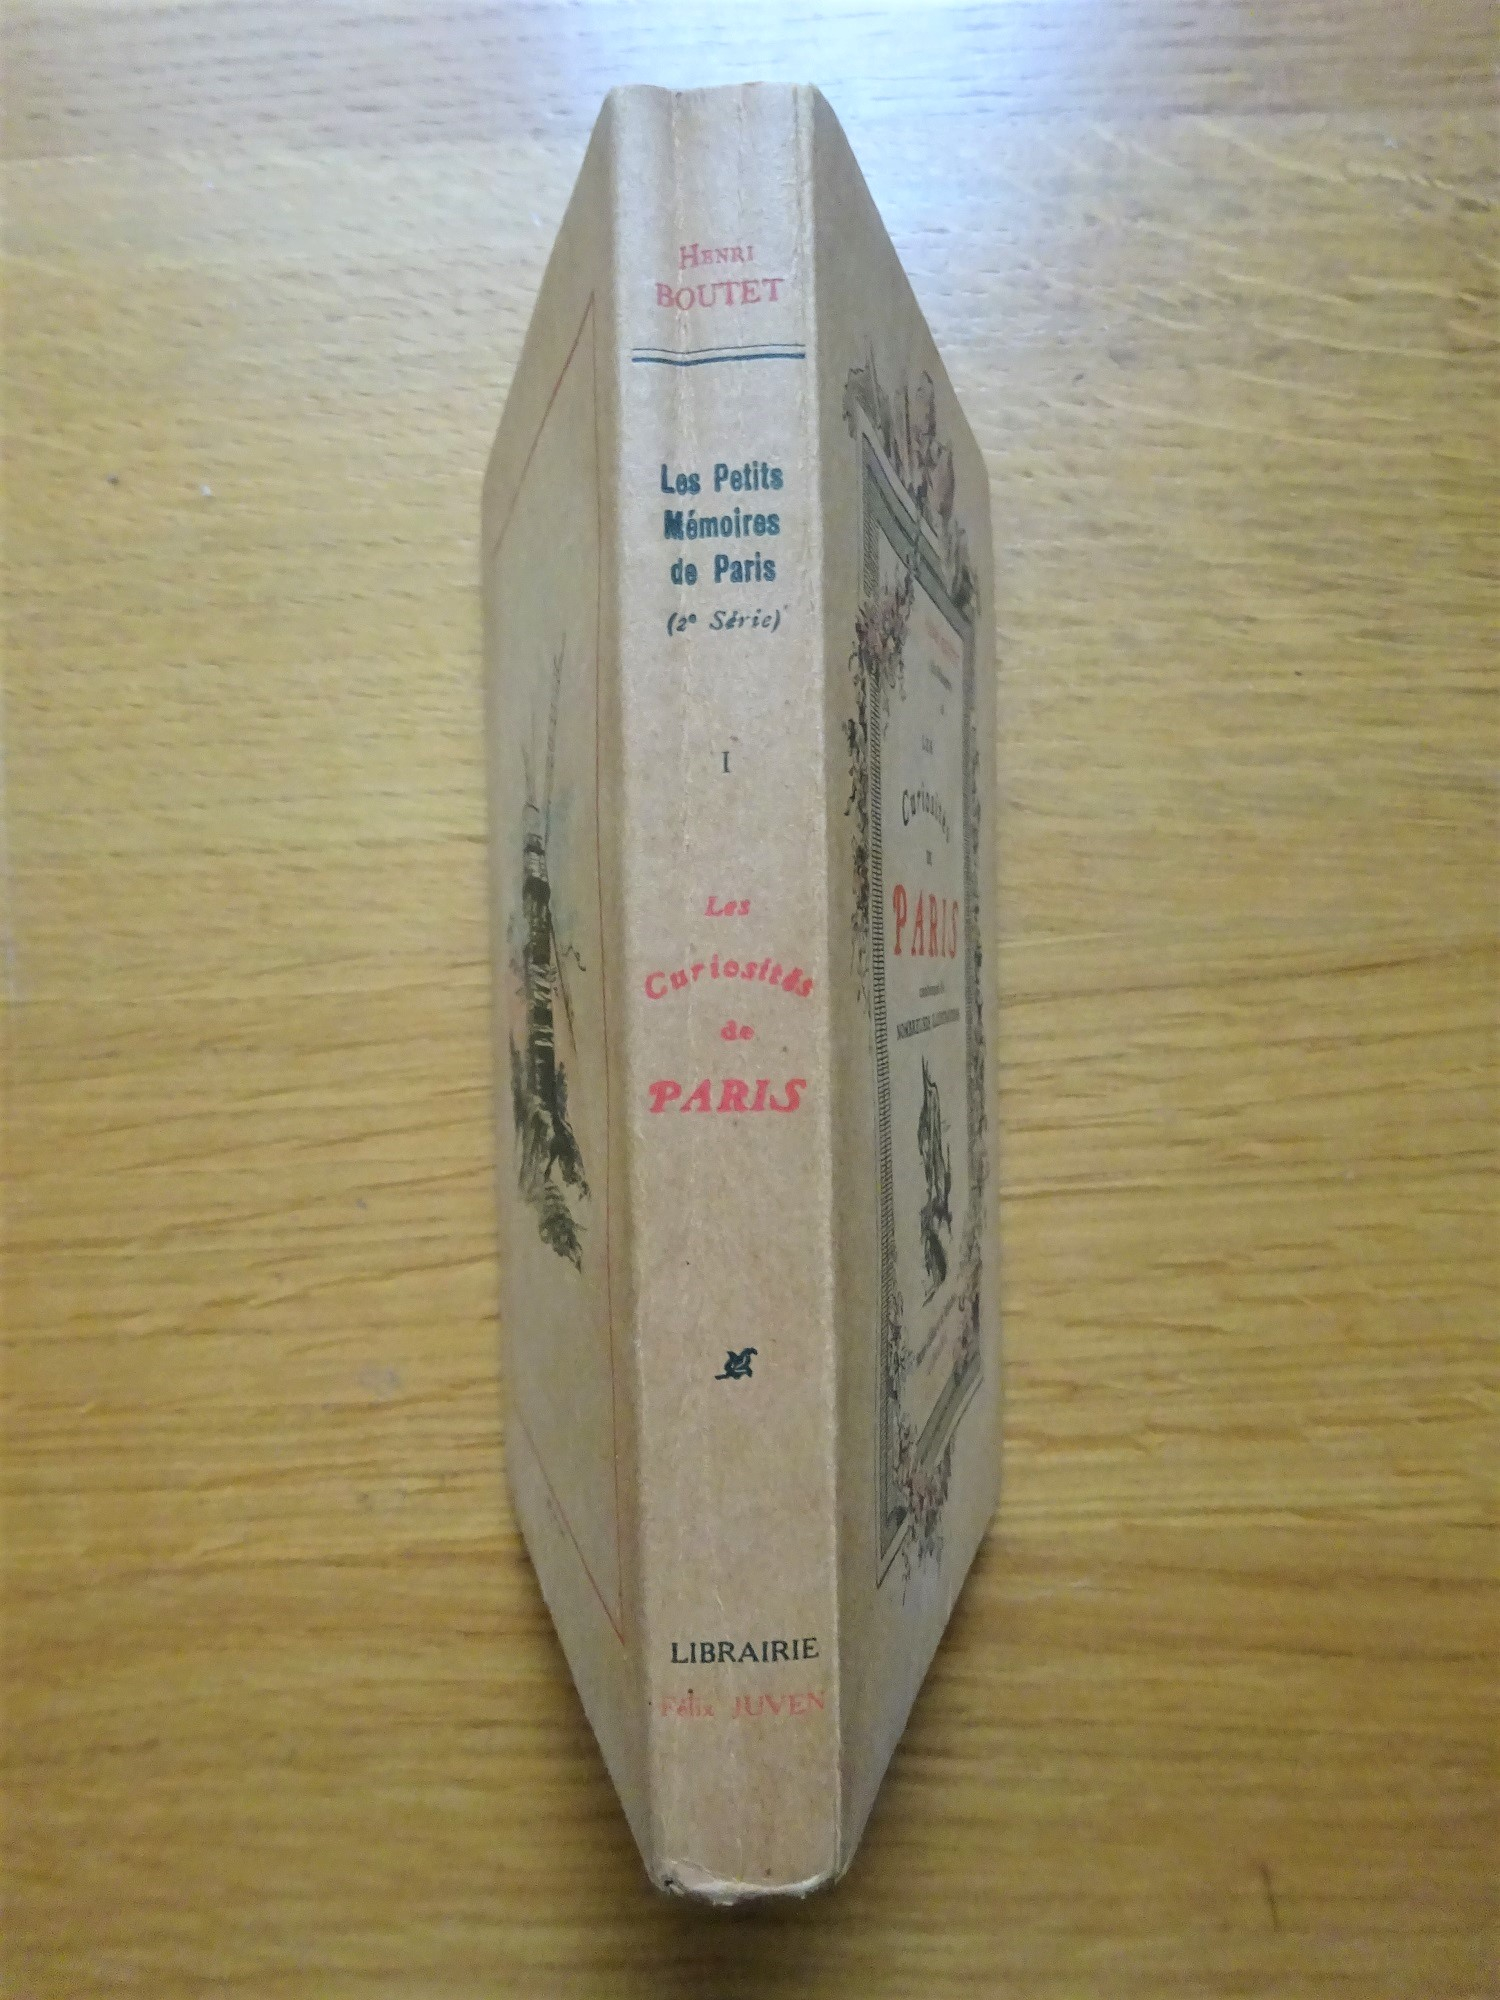 HENRI
BOUTET
Les Petits
Mémoires
de Paris
(2e Série)
I
Les
Curiosités
de
PARIS
LIBRAIRIE
Félix JUVEN
LES
Curiosités
DE
PARIS